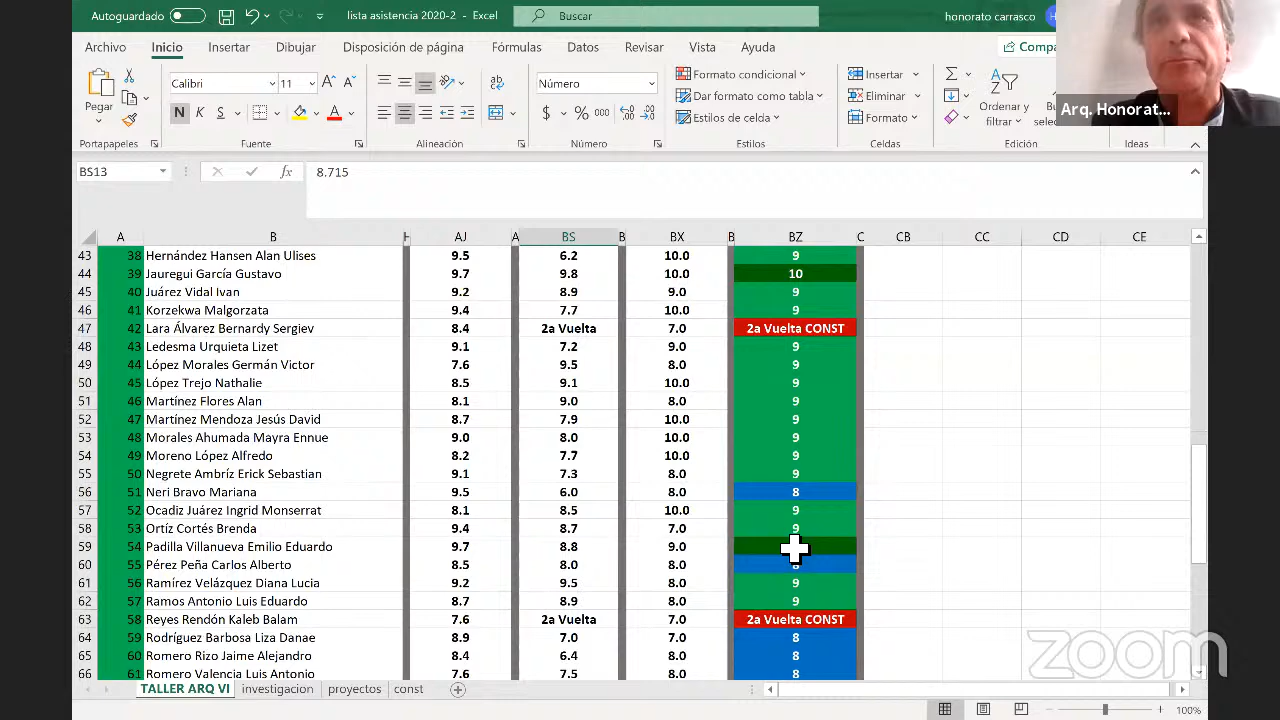 Autoguardado lista asistencia 2020-2 - Excel Buscar honorato carrasco
Archivo Inicio Insertar Dibujar Disposición de página Fórmulas Datos Revisar Vista Ayuda
Calibri 11 Número Formato condicional Insertar
Pegar Dar formato como tabla Eliminar Ordenar y
N K S $ % 000 Estilos de celda Formato filtrar
Arq. Honorat...
Portapapeles Fuente Alineación Número Estilos Celdas Edición Ideas
BS13 fx 8.715
A B AJ A BS B BX B BZ C CB CC CD CE
43 38 Hernández Hansen Alan Ulises 9.5 6.2 10.0 9
44 39 Jauregui García Gustavo 9.7 9.8 10.0 10
45 40 Juárez Vidal Ivan 9.2 8.9 9.0 9
46 41 Korzekwa Malgorzata 9.4 7.7 10.0 9
47 42 Lara Álvarez Bernardy Sergiev 8.4 2a Vuelta 7.0 2a Vuelta CONST
48 43 Ledesma Urquieta Lizet 9.1 7.2 9.0 9
49 44 López Morales Germán Victor 7.6 9.5 8.0 9
50 45 López Trejo Nathalie 8.5 9.1 10.0 9
51 46 Martínez Flores Alan 8.1 9.0 8.0 9
52 47 Martínez Mendoza Jesús David 8.7 7.9 10.0 9
53 48 Morales Ahumada Mayra Ennue 9.0 8.0 10.0 9
54 49 Moreno López Alfredo 8.2 7.7 10.0 9
55 50 Negrete Ambríz Erick Sebastian 9.1 7.3 8.0 9
56 51 Neri Bravo Mariana 9.5 6.0 8.0 8
57 52 Ocadiz Juárez Ingrid Monserrat 8.1 8.5 10.0 9
58 53 Ortíz Cortés Brenda 9.4 8.7 7.0 9
59 54 Padilla Villanueva Emilio Eduardo 9.7 8.8 9.0
60 55 Pérez Peña Carlos Alberto 8.5 8.0 8.0
61 56 Ramírez Velázquez Diana Lucia 9.2 9.5 8.0 9
62 57 Ramos Antonio Luis Eduardo 8.7 8.9 8.0 9
63 58 Reyes Rendón Kaleb Balam 7.6 2a Vuelta 7.0 2a Vuelta CONST
64 59 Rodríguez Barbosa Liza Danae 8.9 7.0 7.0 8
65 60 Romero Rizo Jaime Alejandro 8.4 6.4 8.0 8
66 61 Romero Valencia Luis Antonio 7.6 7.5 8.0 8
zoom
TALLER ARQ VI investigacion proyectos const
100%